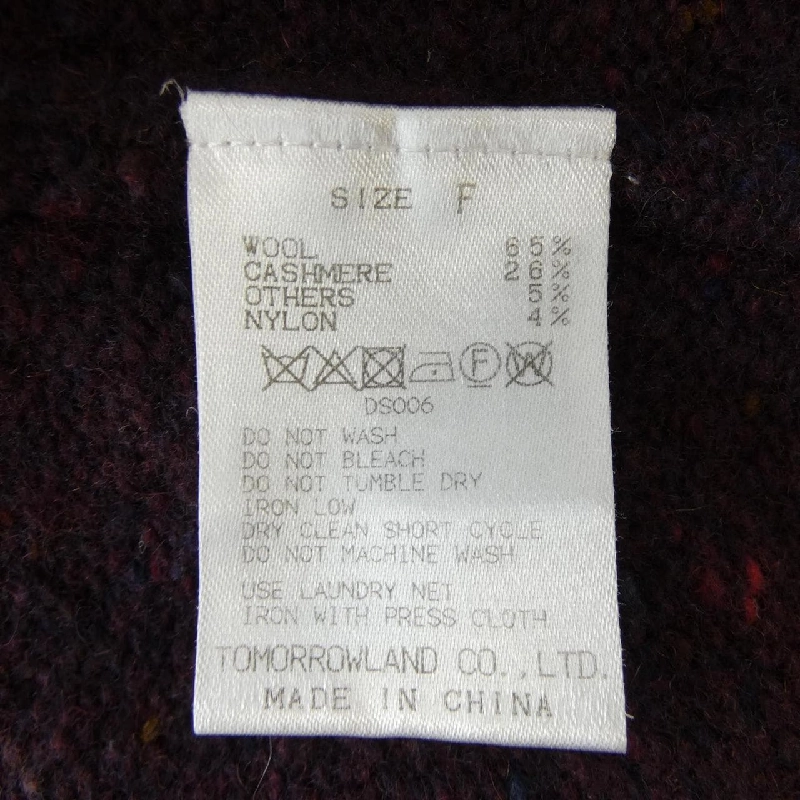 SIZE F
WOOL 65%
CASHMERE 26%
OTHERS 5%
NYLON 4%
F W
DS006
DO NOT WASH
DO NOT BLEACH
DO NOT TUMBLE DRY
IRON LOW
DRY CLEAN SHORT CYCLE
DO NOT MACHINE WASH
USE LAUNDRY NET
IRON WITH PRESS CLOTH
TOMORROWLAND CO.,LTD.
MADE IN CHINA